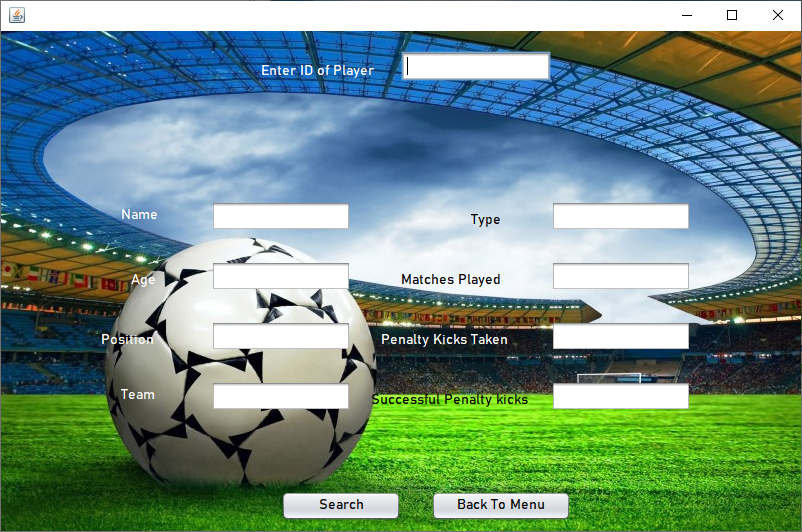 Enter ID of Player
Name
Type
Age
Matches Played
Position
Penalty Kicks Taken
Team
Successful Penalty kicks
Search
Back To Menu